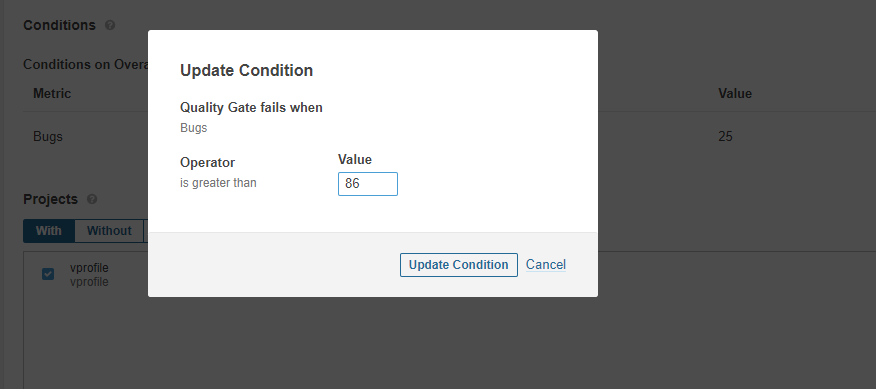 Conditions
Conditions on Overa
Metric
Value
Bugs
25
Projects
With Without
vprofile
vprofile
Update Condition
Quality Gate fails when
Bugs
Operator
Value
is greater than
86
Update Condition Cancel